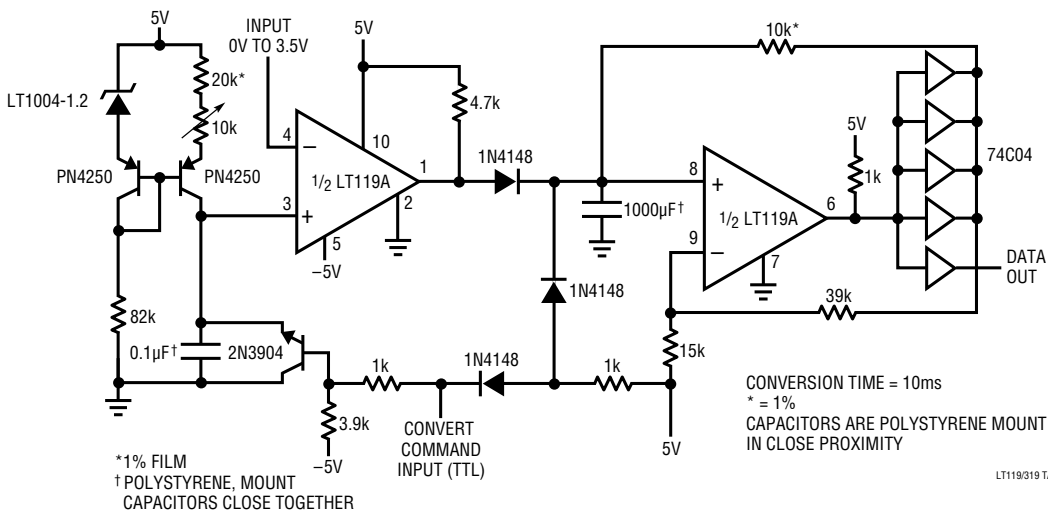 5V
INPUT
0V TO 3.5V
5V
10k*
20k*
LT1004-1.2
10k
4.7k
PN4250
PN4250
4
–
10
1/2 LT119A
1
3
+
2
5
–5V
1N4148
1000µF†
8
+
1/2 LT119A
9
–
6
7
5V
1k
74C04
DATA
OUT
1N4148
39k
15k
82k
0.1µF†
2N3904
1k
1N4148
1k
3.9k
–5V
CONVERT
COMMAND
INPUT (TTL)
5V
CONVERSION TIME = 10ms
* = 1%
CAPACITORS ARE POLYSTYRENE MOUNT
IN CLOSE PROXIMITY
*1% FILM
† POLYSTYRENE, MOUNT
CAPACITORS CLOSE TOGETHER